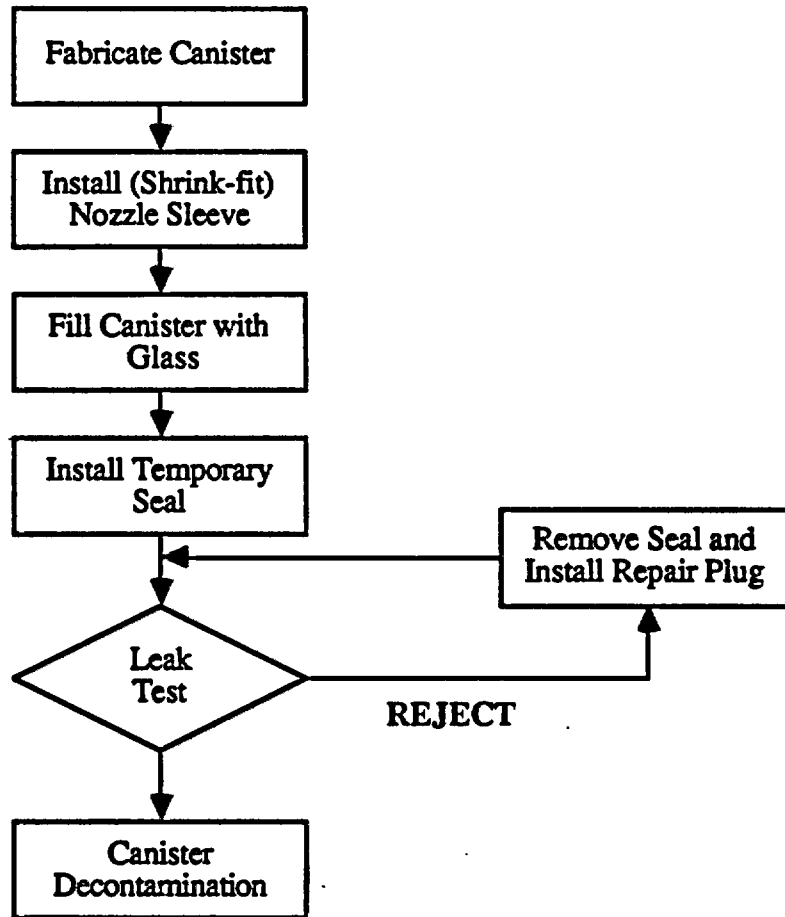 Fabricate Canister
Install (Shrink-fit)
Nozzle Sleeve
Fill Canister with
Glass
Install Temporary
Seal
Remove Seal and
Install Repair Plug
Leak
Test
REJECT
Canister
Decontamination